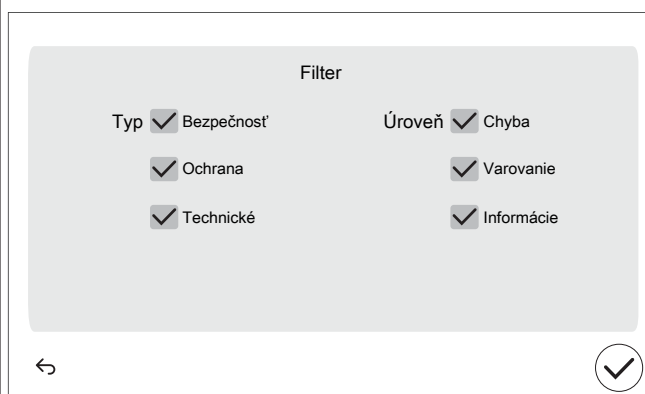 Filter
Typ Bezpečnosť Úroveň Chyba
Ochrana Varovanie
Technické Informácie